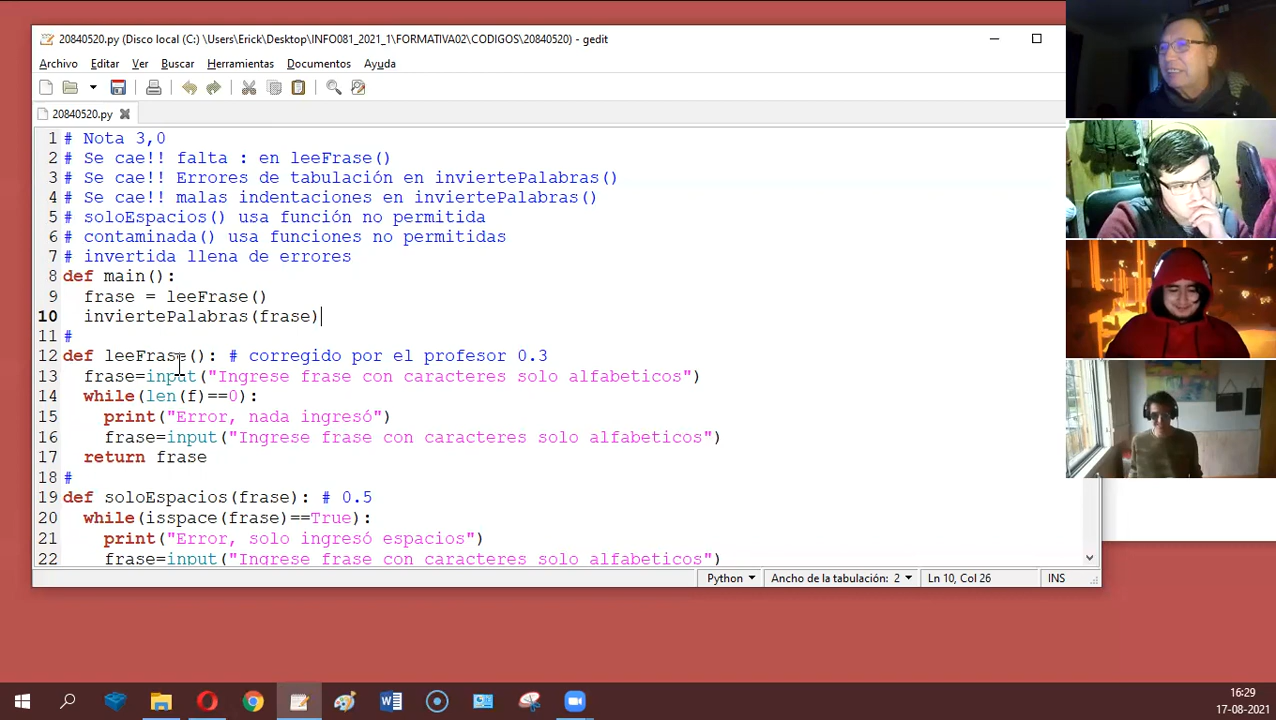 20840520.py (Disco local (C:) \Users\Erick\Desktop\INFO081_2021_1\FORMATIVA02\CODIGOS\20840520) - gedit
Archivo Editar Ver Buscar Herramientas Documentos Ayuda
20840520.py
1 # Nota 3,0
2 # Se cae!! falta : en leeFrase()
3 # Se cae!! Errores de tabulación en inviertePalabras()
4 # Se cae!! malas indentaciones en inviertePalabras()
5 # soloEspacios() usa función no permitida
6 # contaminada() usa funciones no permitidas
7 # invertida llena de errores
8 def main():
9   frase = leeFrase()
10   inviertePalabras(frase)
11 #
12 def leeFrase(): # corregido por el profesor 0.3
13   frase=input("Ingrese frase con caracteres solo alfabeticos")
14   while(len(f)==0):
15     print("Error, nada ingresó")
16     frase=input("Ingrese frase con caracteres solo alfabeticos")
17   return frase
18 #
19 def soloEspacios(frase): # 0.5
20   while(isspace(frase)==True):
21     print("Error, solo ingresó espacios")
22     frase=input("Ingrese frase con caracteres solo alfabeticos")
Python Ancho de la tabulación: 2 Ln 10, Col 26 INS
16:29
17-08-2021